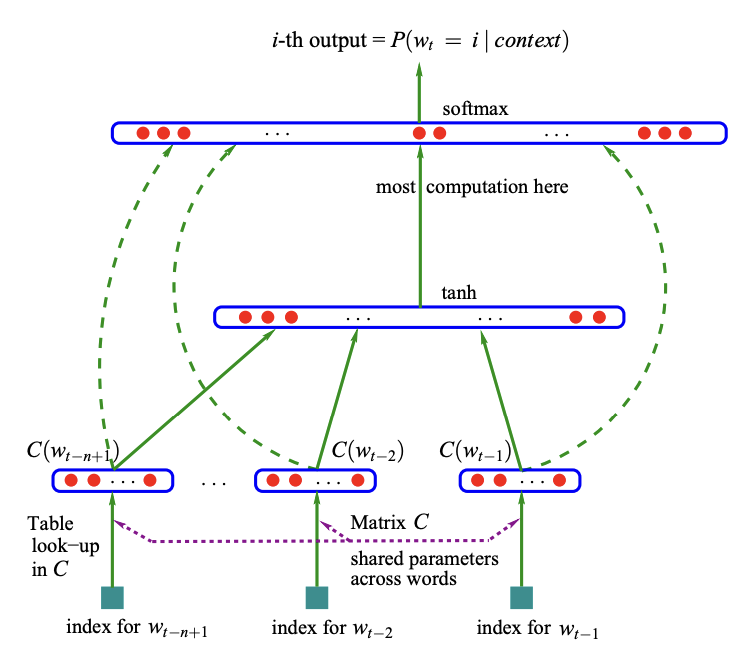 i-th output = P(w_t = i | context)
softmax
. . .
. . .
most computation here
tanh
. . .
. . .
C(w_{t−n+1})
C(w_{t−2})
C(w_{t−1})
. . .
. . .
. . .
. . .
Table
look−up
in C
Matrix C
shared parameters
across words
index for w_{t−n+1}
index for w_{t−2}
index for w_{t−1}